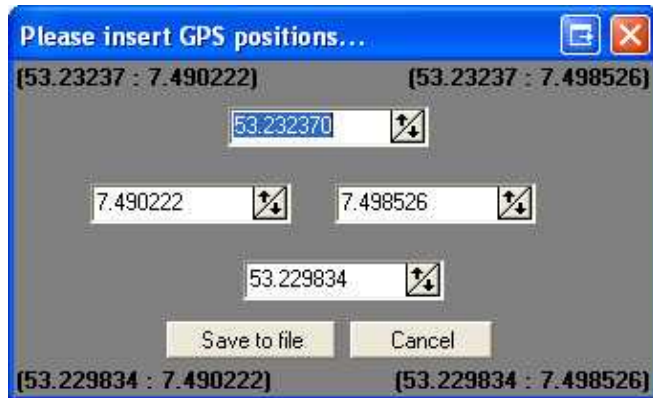 Please insert GPS positions...
(53.23237 : 7.490222) (53.23237 : 7.498526)
53.232370
7.490222 7.498526
53.229834
Save to file Cancel
(53.229834 : 7.490222) (53.229834 : 7.498526)